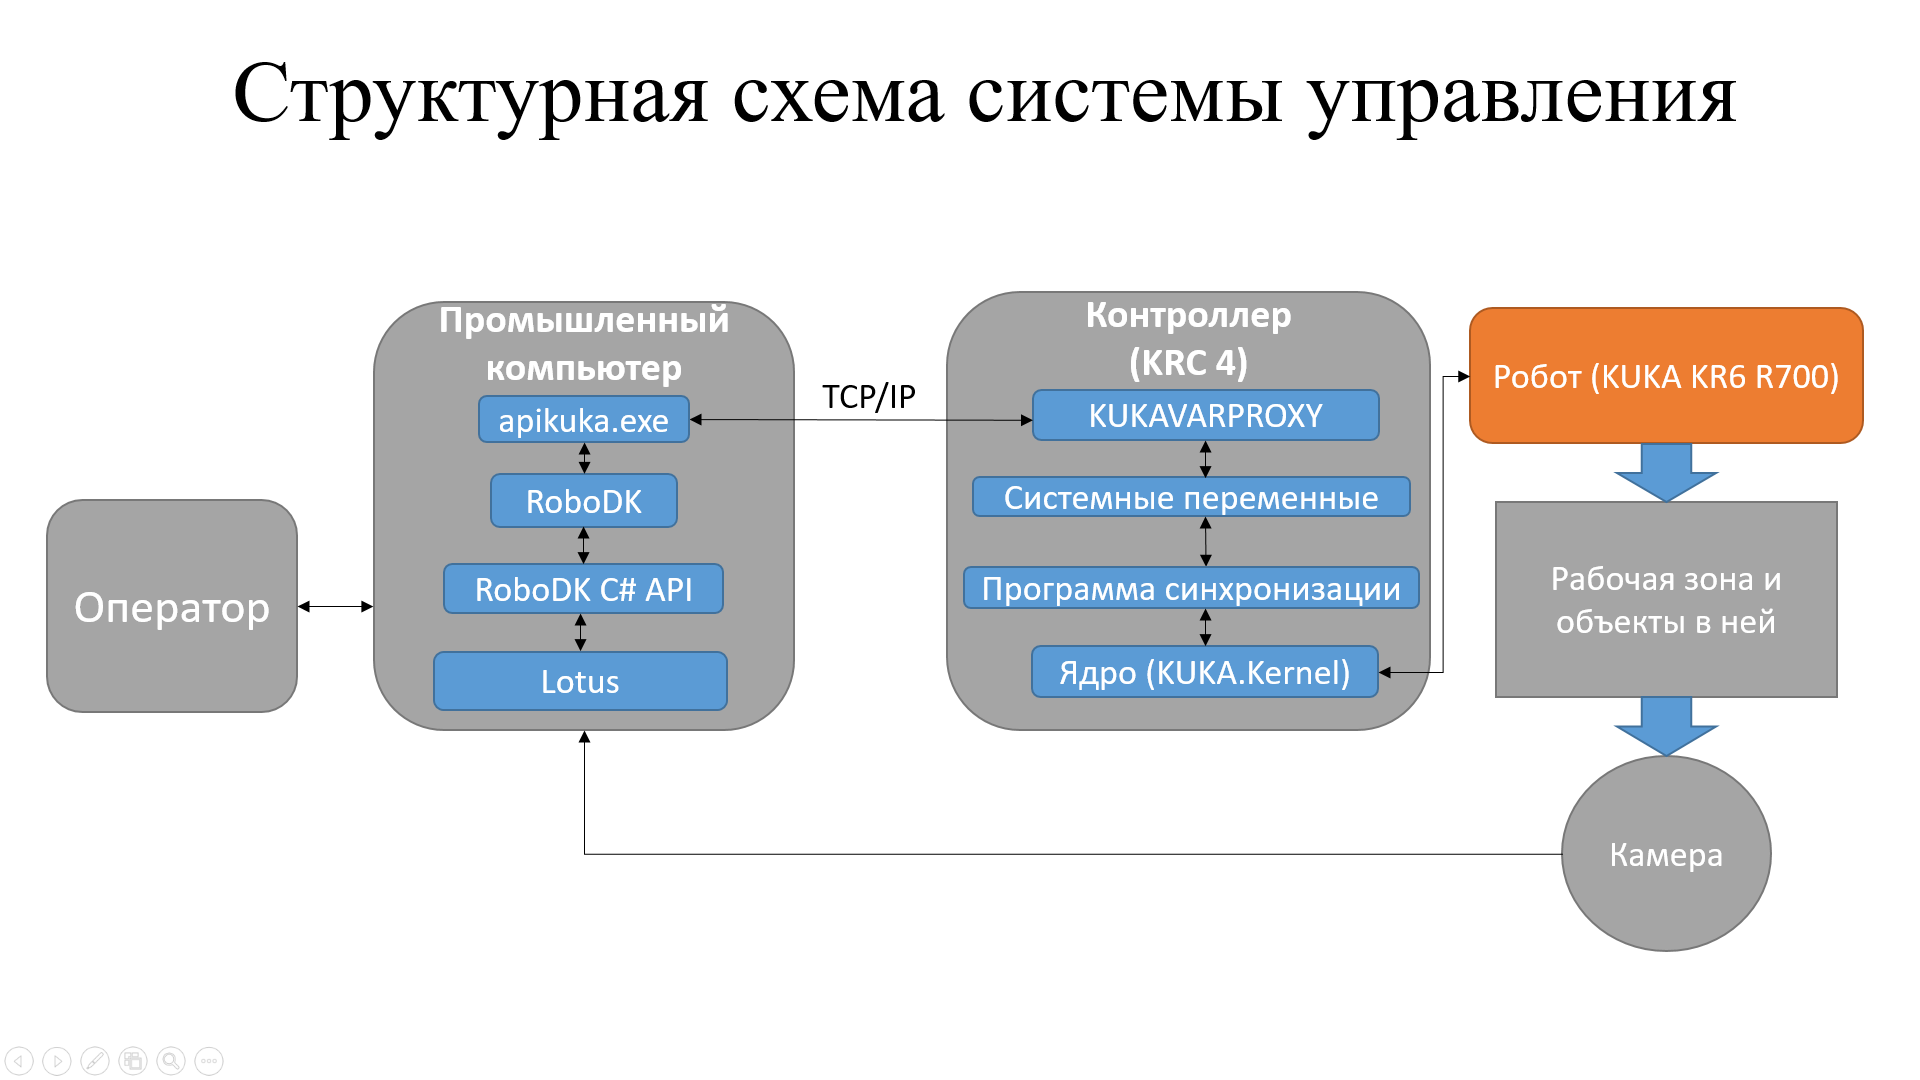 Структурная схема системы управления
Оператор
Промышленный
компьютер
apikuka.exe
RoboDK
RoboDK C# API
Lotus
TCP/IP
Контроллер
(KRC 4)
KUKAVARPROXY
Системные переменные
Программа синхронизации
Ядро (KUKA.Kernel)
Робот (KUKA KR6 R700)
Рабочая зона и
объекты в ней
Камера